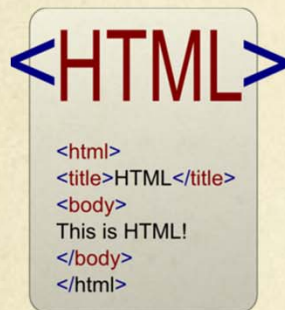 <HTML>
<html>
<title>HTML</title>
<body>
This is HTML!
</body>
</html>